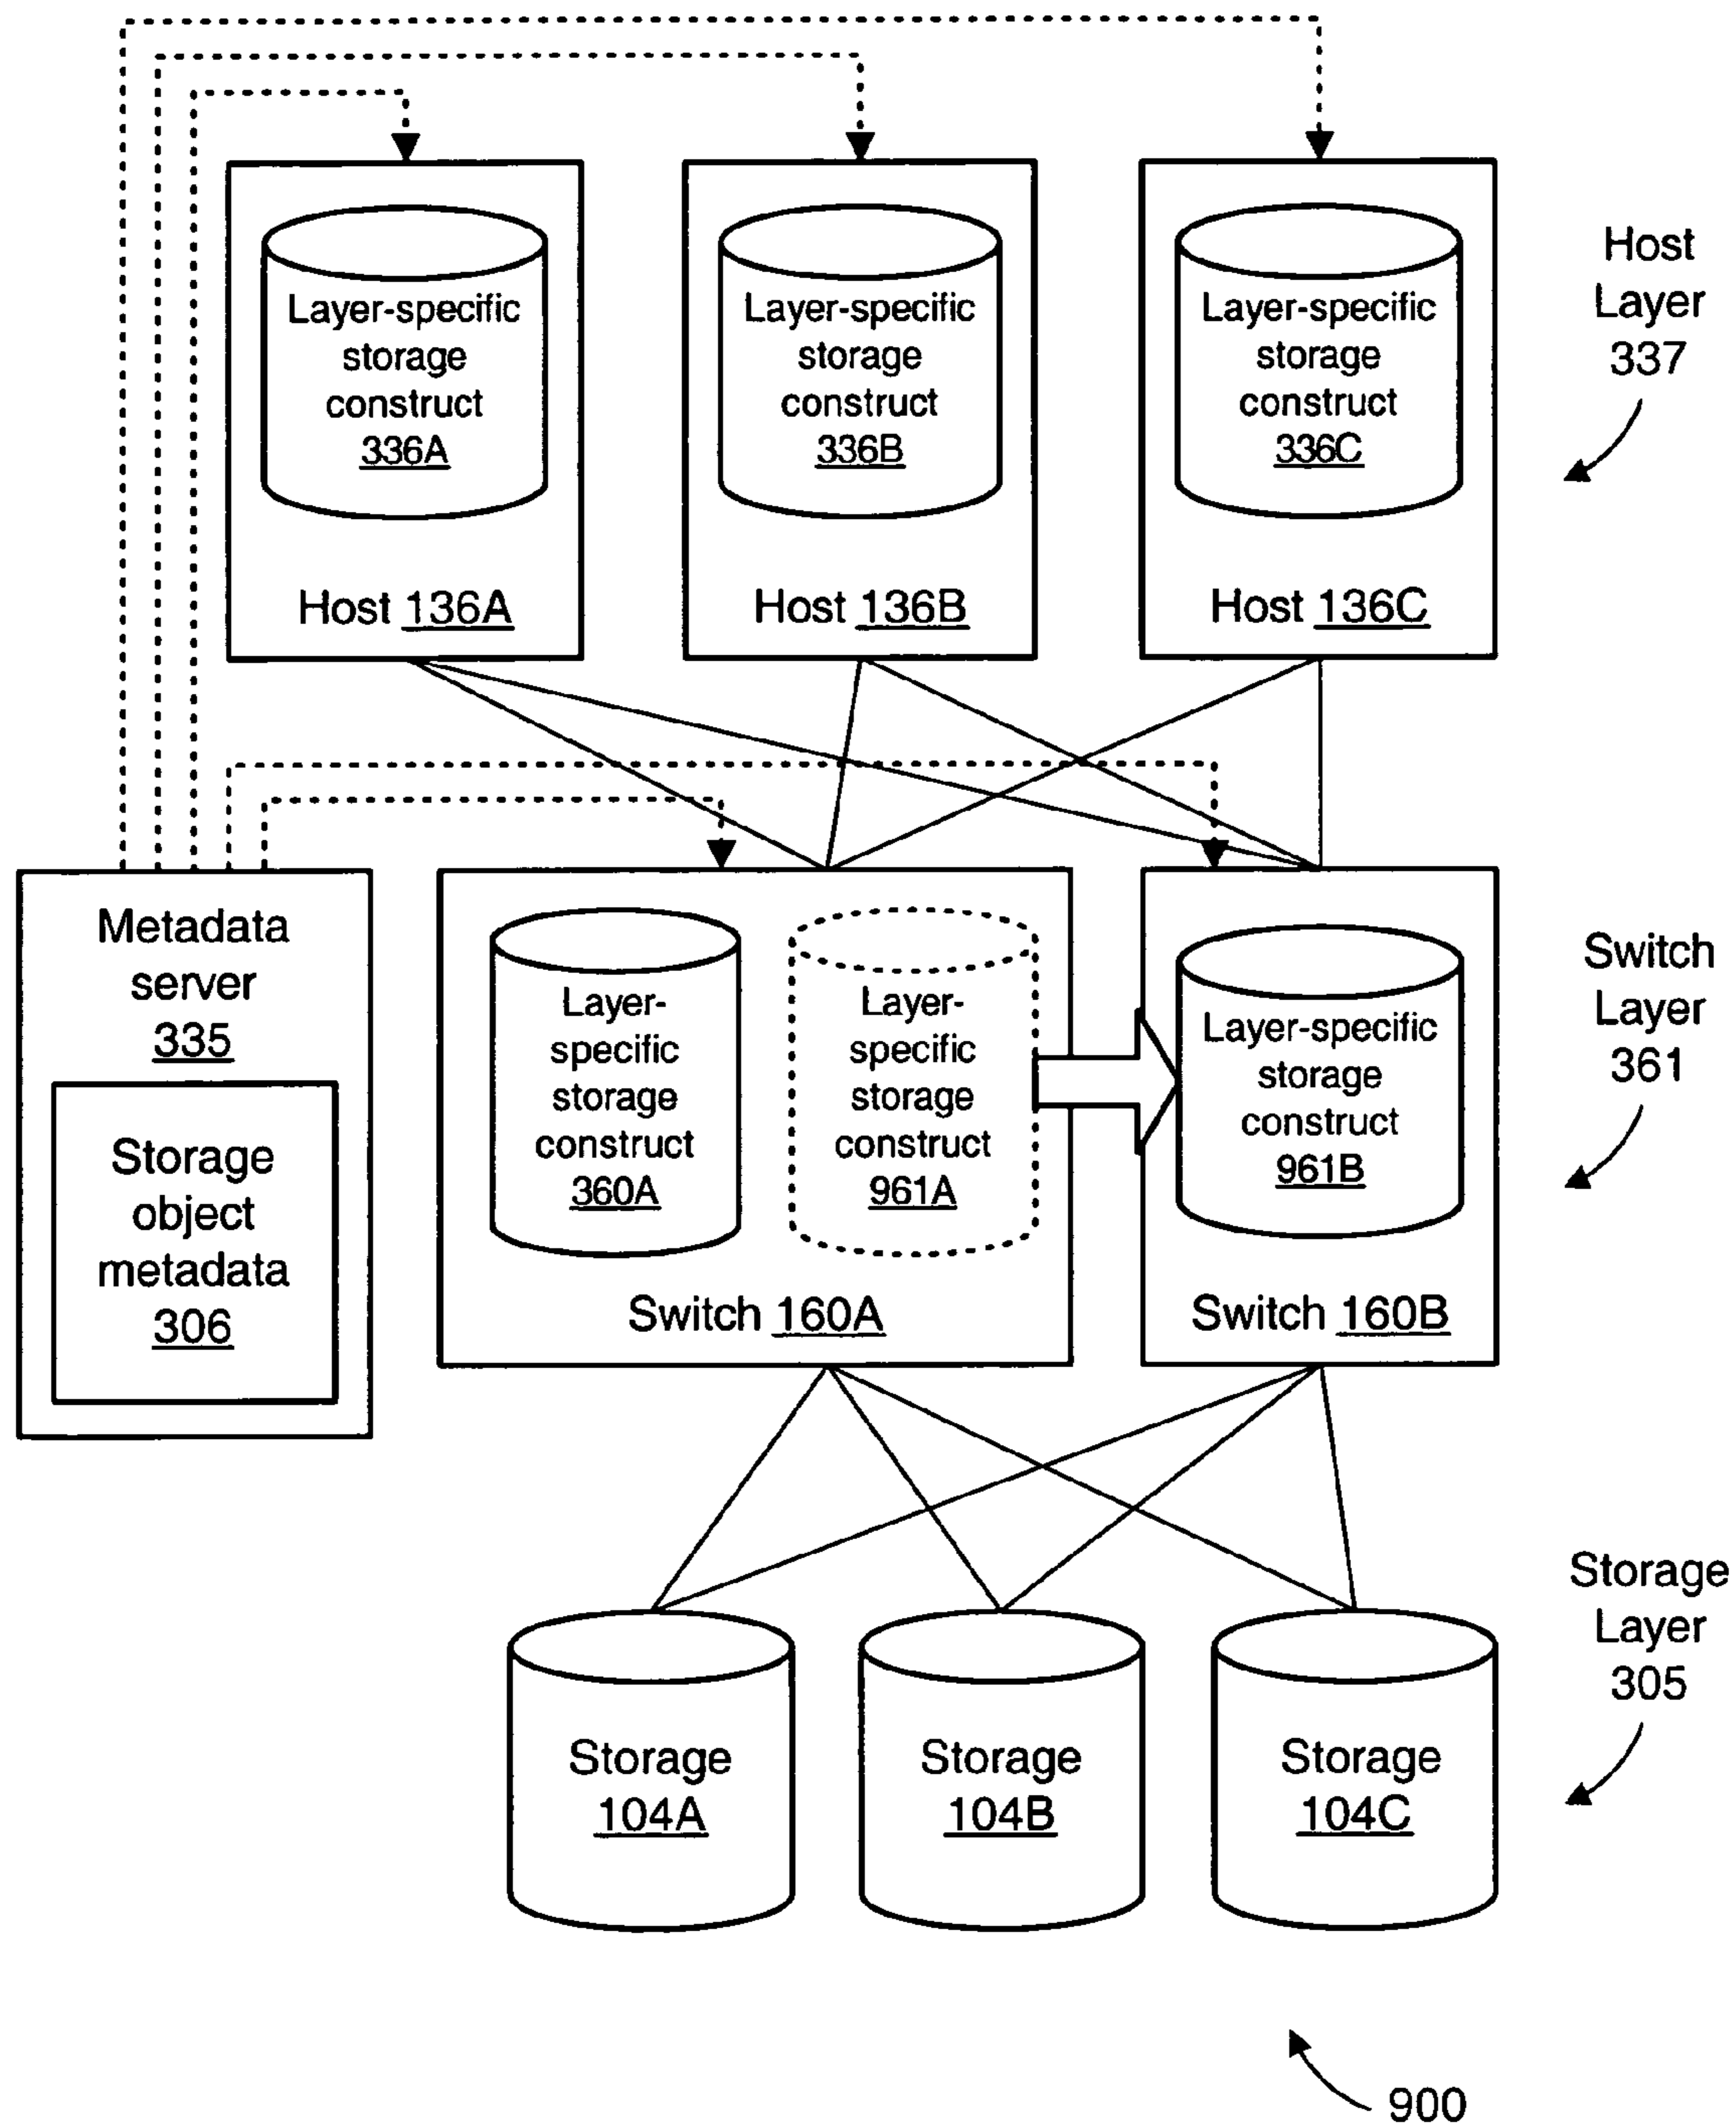 Layer-specific
storage
construct
336A
Host 136A
Layer-specific
storage
construct
336B
Host 136B
Layer-specific
storage
construct
336C
Host 136C
Host
Layer
337
Metadata
server
335
Storage
object
metadata
306
Layer-
specific
storage
construct
360A
Layer-
specific
storage
construct
961A
Switch 160A
Layer-specific
storage
construct
961B
Switch 160B
Switch
Layer
361
Storage
104A
Storage
104B
Storage
104C
Storage
Layer
305
900